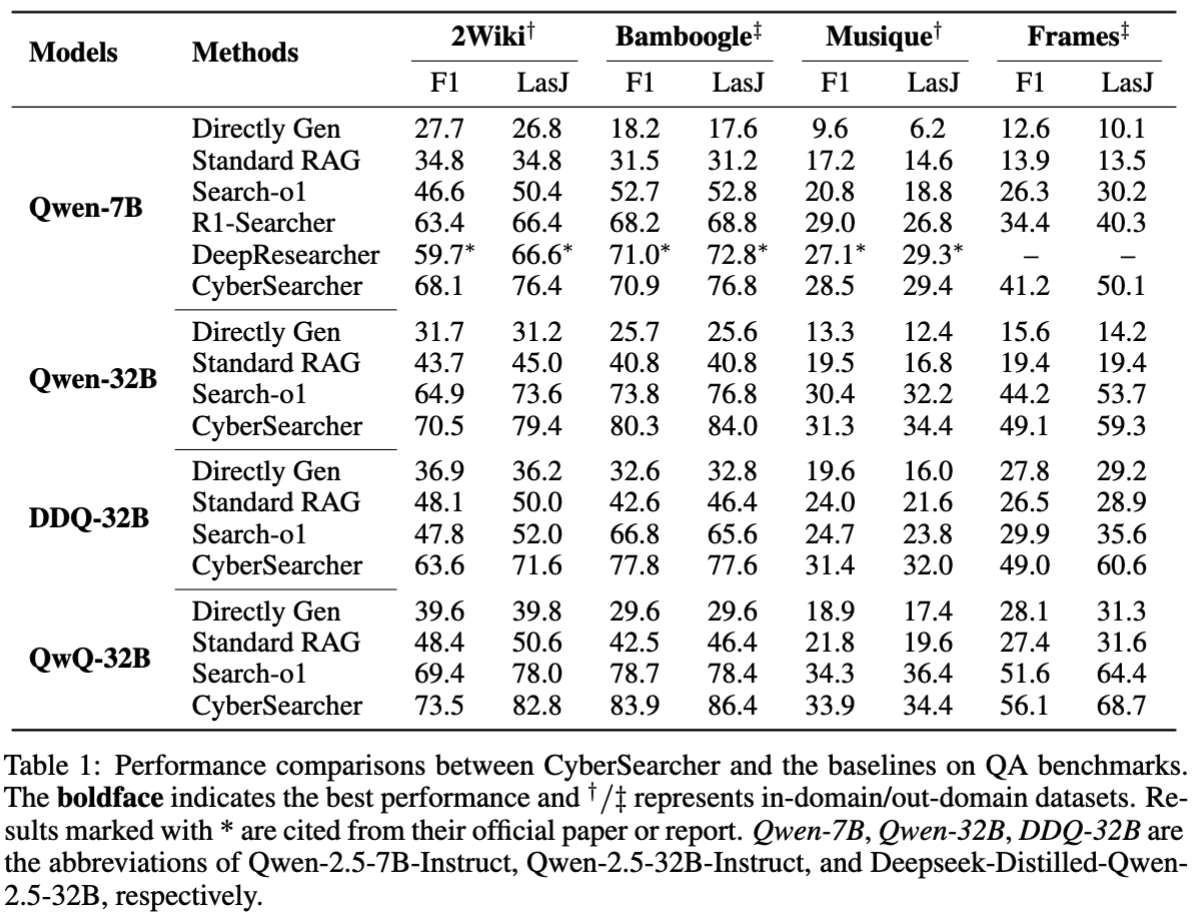 Models Methods 2Wiki† Bamboogle‡ Musique† Frames‡
F1 LasJ F1 LasJ F1 LasJ F1 LasJ
Qwen-7B
Directly Gen 27.7 26.8 18.2 17.6 9.6 6.2 12.6 10.1
Standard RAG 34.8 34.8 31.5 31.2 17.2 14.6 13.9 13.5
Search-o1 46.6 50.4 52.7 52.8 20.8 18.8 26.3 30.2
R1-Searcher 63.4 66.4 68.2 68.8 29.0 26.8 34.4 40.3
DeepResearcher 59.7* 66.6* 71.0* 72.8* 27.1* 29.3* – –
CyberSearcher 68.1 76.4 70.9 76.8 28.5 29.4 41.2 50.1
Qwen-32B
Directly Gen 31.7 31.2 25.7 25.6 13.3 12.4 15.6 14.2
Standard RAG 43.7 45.0 40.8 40.8 19.5 16.8 19.4 19.4
Search-o1 64.9 73.6 73.8 76.8 30.4 32.2 44.2 53.7
CyberSearcher 70.5 79.4 80.3 84.0 31.3 34.4 49.1 59.3
DDQ-32B
Directly Gen 36.9 36.2 32.6 32.8 19.6 16.0 27.8 29.2
Standard RAG 48.1 50.0 42.6 46.4 24.0 21.6 26.5 28.9
Search-o1 47.8 52.0 66.8 65.6 24.7 23.8 29.9 35.6
CyberSearcher 63.6 71.6 77.8 77.6 31.4 32.0 49.0 60.6
QwQ-32B
Directly Gen 39.6 39.8 29.6 29.6 18.9 17.4 28.1 31.3
Standard RAG 48.4 50.6 42.5 46.4 21.8 19.6 27.4 31.6
Search-o1 69.4 78.0 78.7 78.4 34.3 36.4 51.6 64.4
CyberSearcher 73.5 82.8 83.9 86.4 33.9 34.4 56.1 68.7
Table 1: Performance comparisons between CyberSearcher and the baselines on QA benchmarks.
The boldface indicates the best performance and †/‡ represents in-domain/out-domain datasets. Re-
sults marked with * are cited from their official paper or report. Qwen-7B, Qwen-32B, DDQ-32B are
the abbreviations of Qwen-2.5-7B-Instruct, Qwen-2.5-32B-Instruct, and Deepseek-Distilled-Qwen-
2.5-32B, respectively.